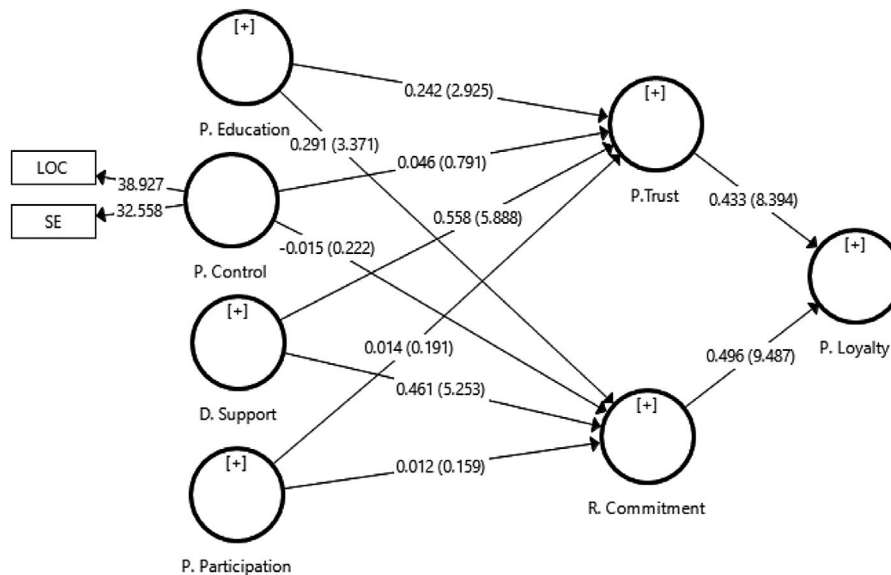 [+]
P. Education
LOC
SE
38.927
32.558
P. Control
[+]
D. Support
[+]
P. Participation
0.242 (2.925)
0.291 (3.371)
0.046 (0.791)
0.558 (5.888)
-0.015 (0.222)
0.014 (0.191)
0.461 (5.253)
0.012 (0.159)
[+]
P.Trust
[+]
R. Commitment
0.433 (8.394)
0.496 (9.487)
[+]
P. Loyalty